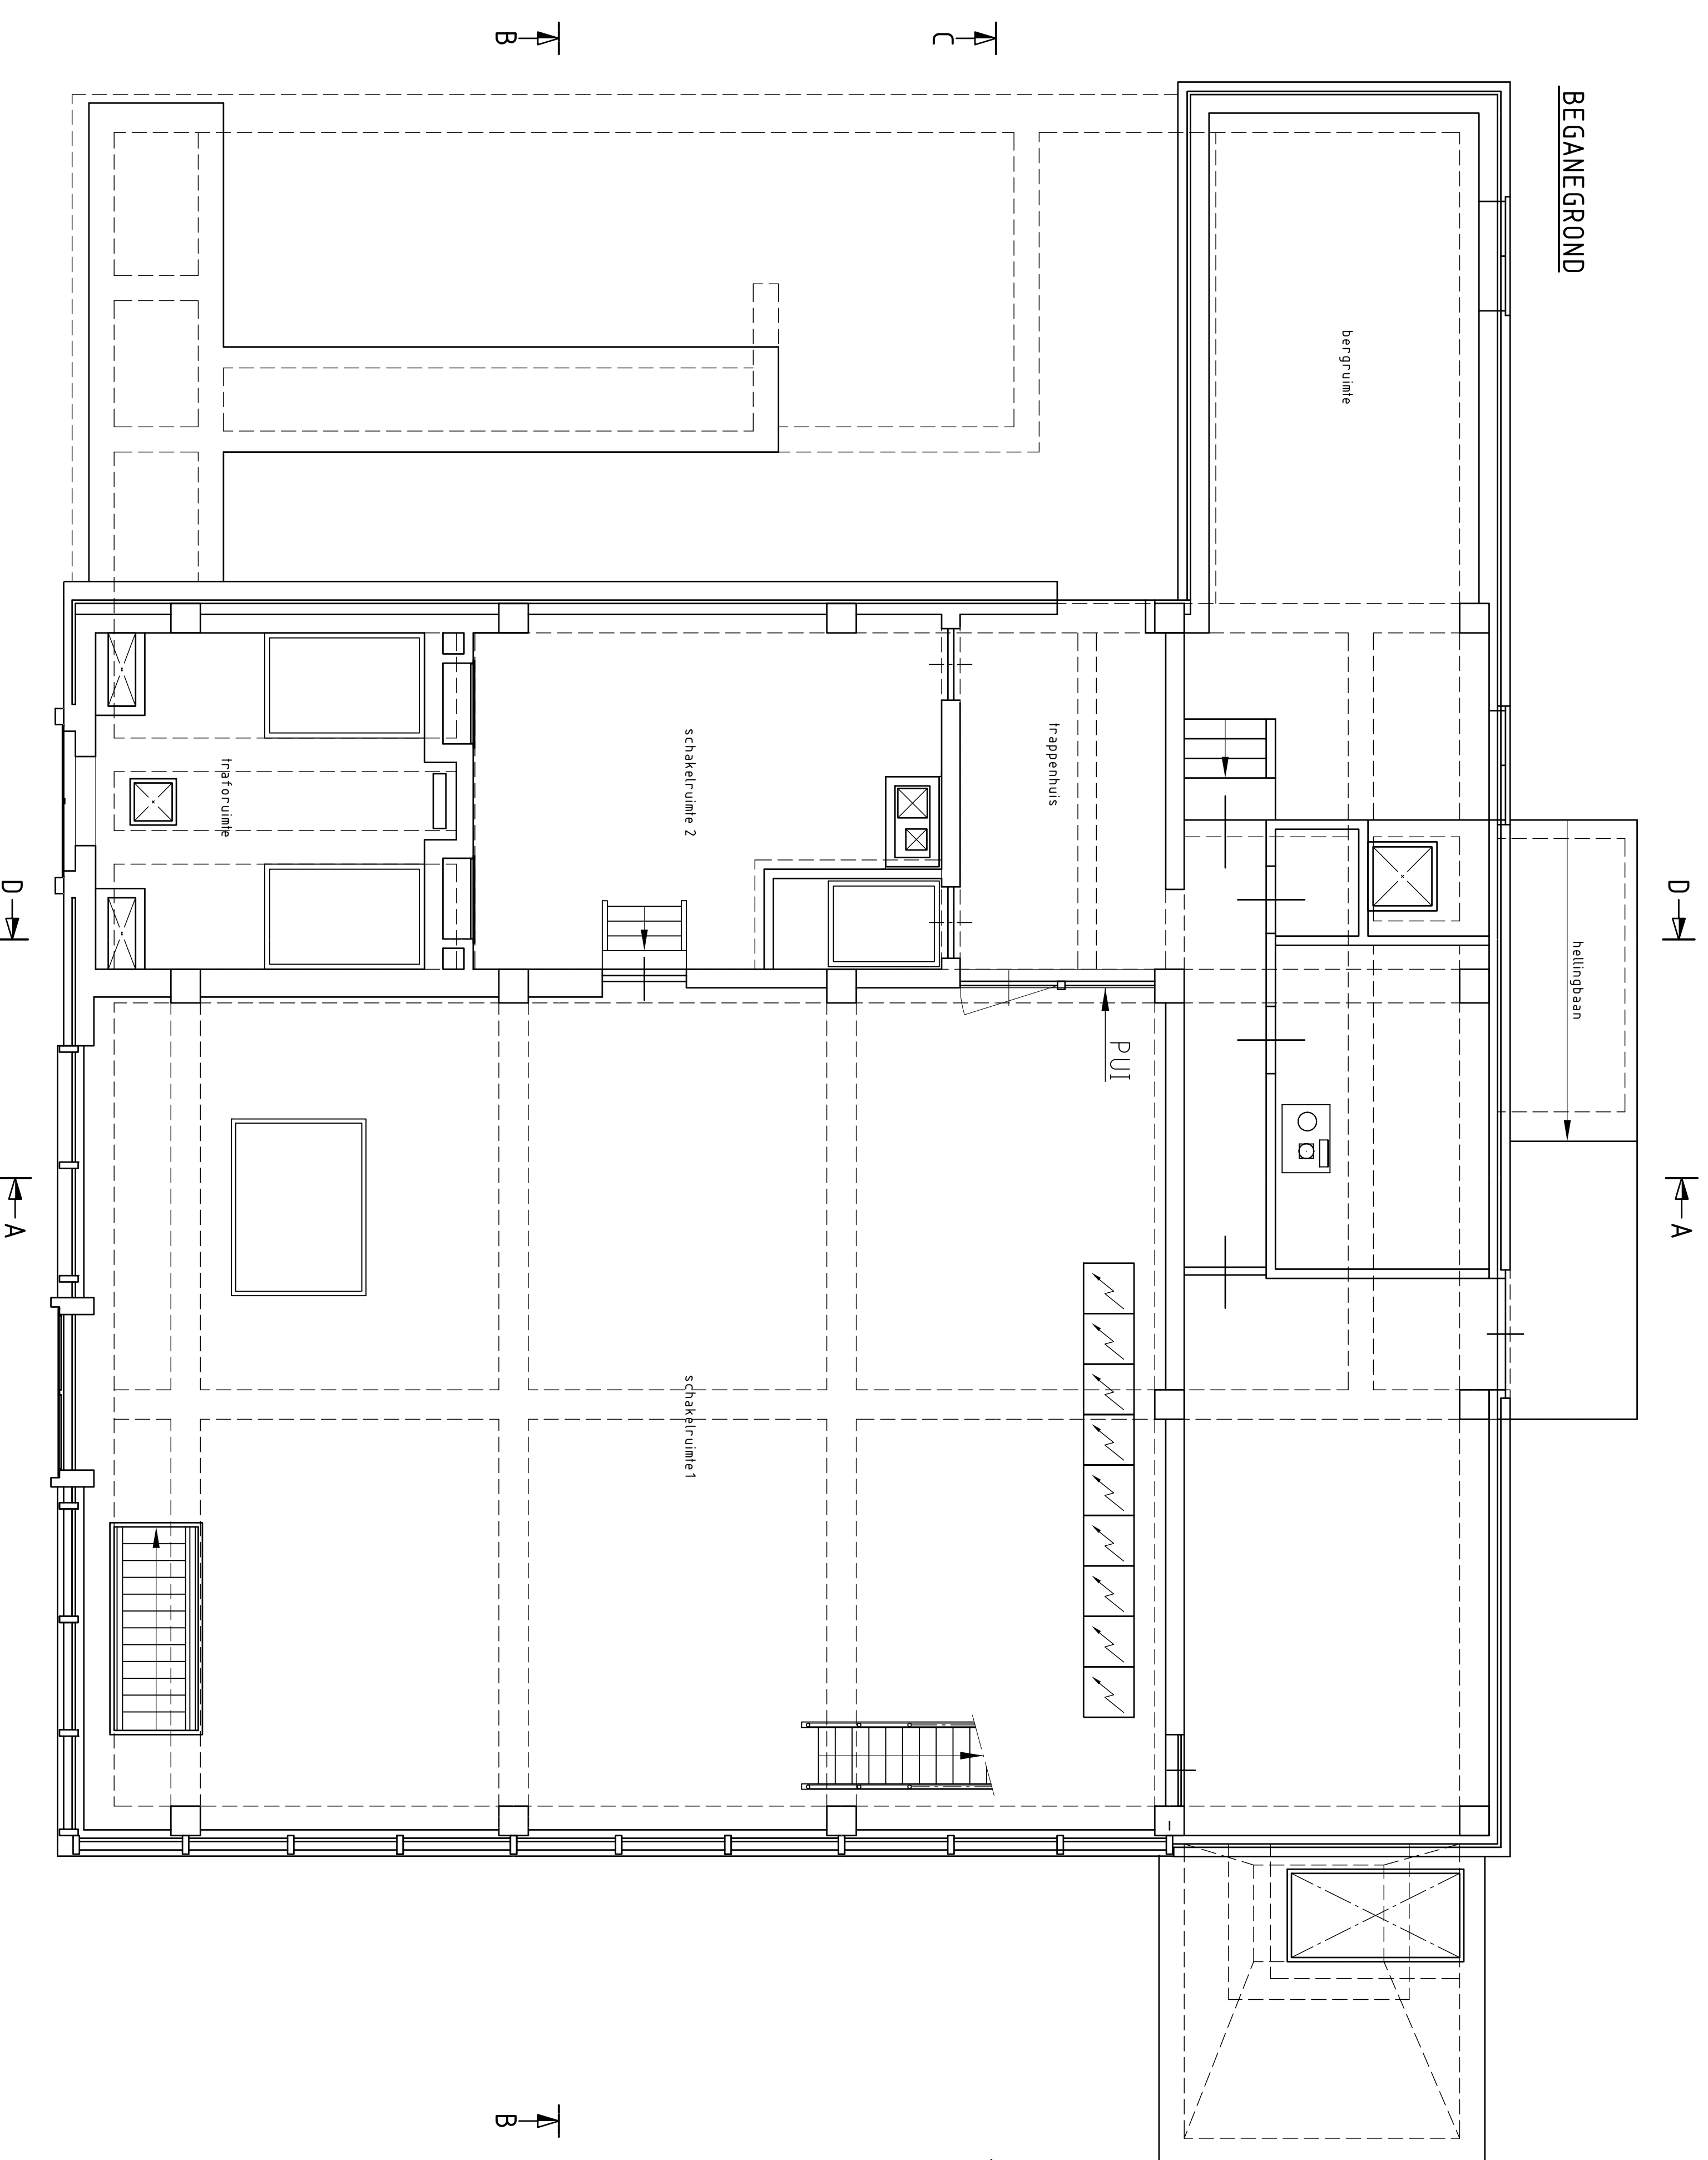 BEGANEGROND
D
A
hellingbaan
bergruimte
PUI
trappenhuis
C
schakelruimte 2
schakelruimte1
B
B
traforuimte
D
A